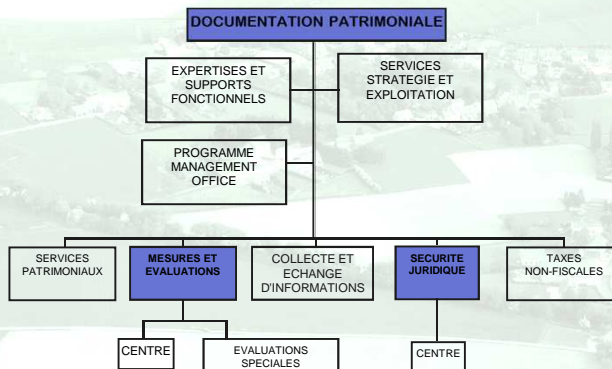 DOCUMENTATION PATRIMONIALE
EXPERTISES ET
SUPPORTS
FONCTIONNELS
SERVICES
STRATEGIE ET
EXPLOITATION
PROGRAMME
MANAGEMENT
OFFICE
SERVICES
PATRIMONIAUX
MESURES ET
EVALUATIONS
COLLECTE ET
ECHANGE
D'INFORMATIONS
SECURITE
JURIDIQUE
TAXES
NON-FISCALES
CENTRE
EVALUATIONS
SPECIALES
CENTRE